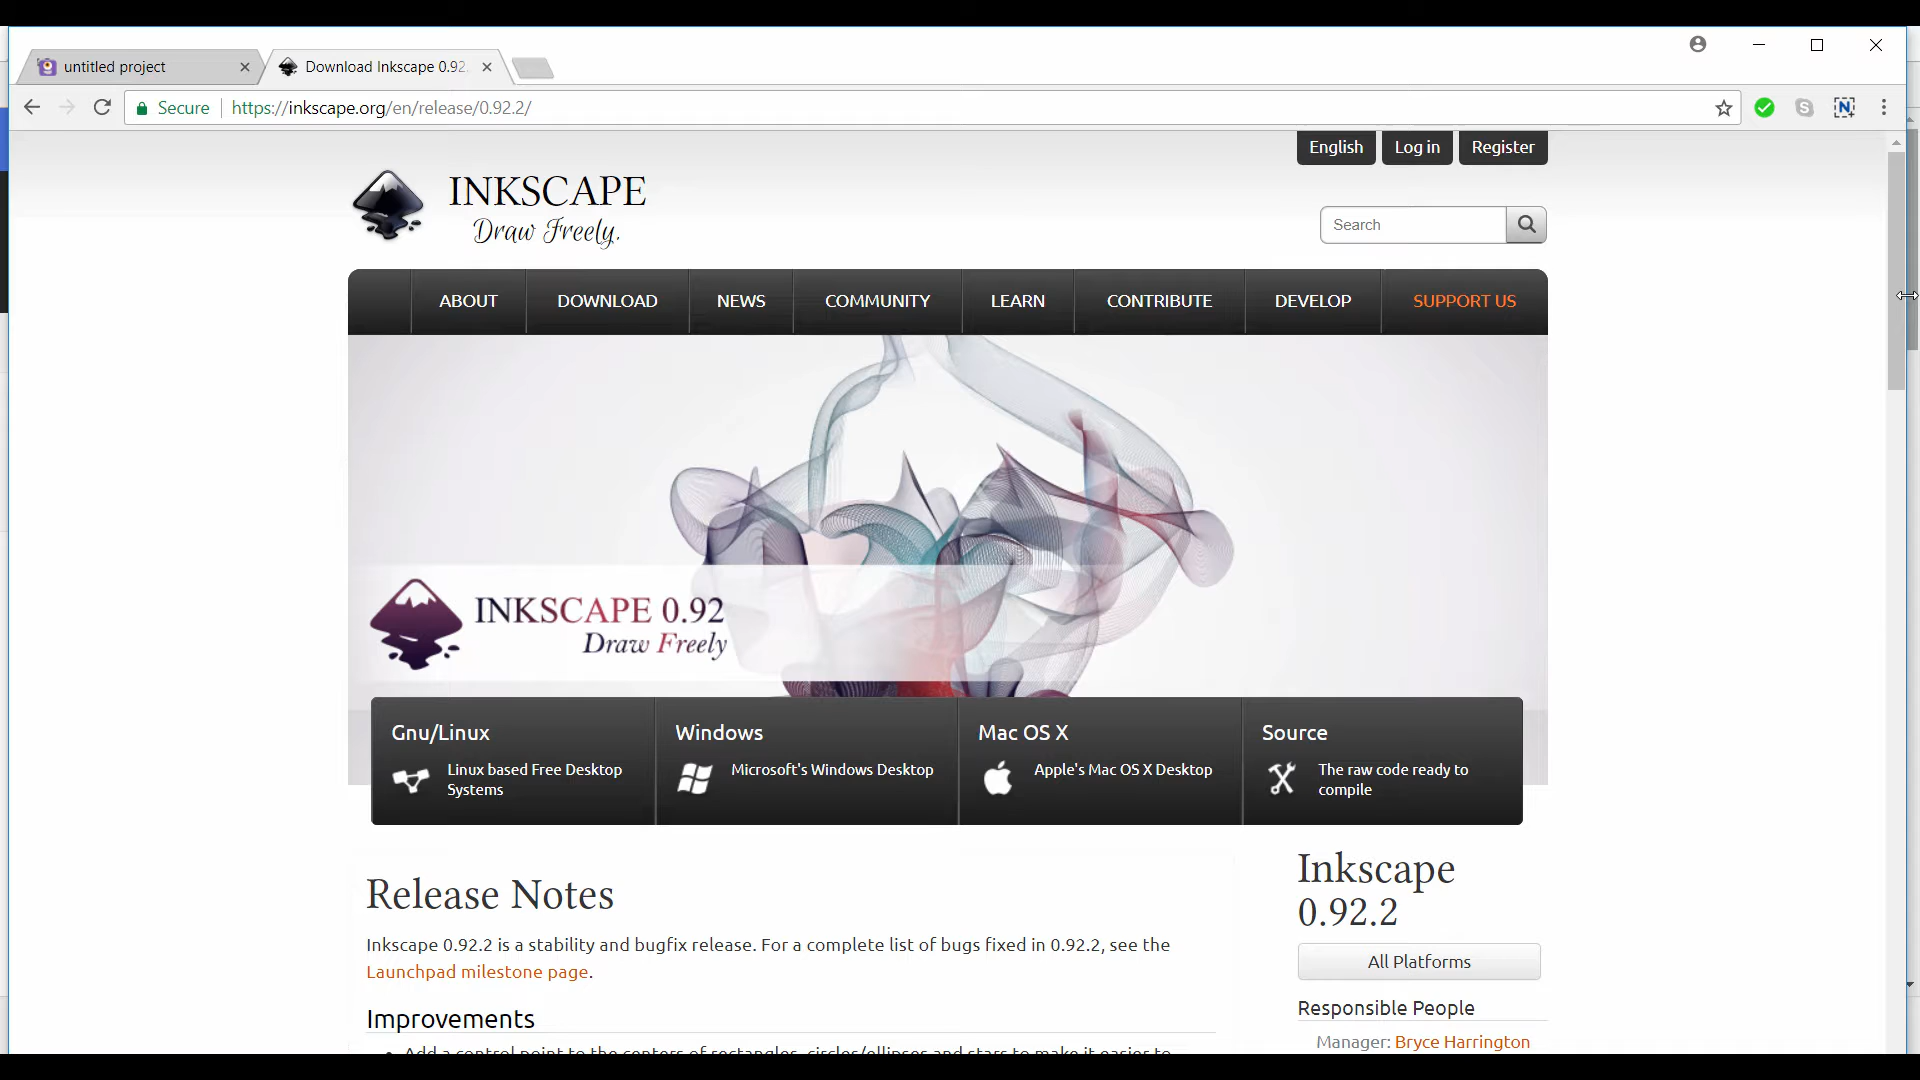 untitled project
Download Inkscape 0.92.
Secure
https://inkscape.org/en/release/0.92.2/
English
Log in
Register
INKSCAPE
Draw Freely.
Search
ABOUT
DOWNLOAD
NEWS
COMMUNITY
LEARN
CONTRIBUTE
DEVELOP
SUPPORT US
INKSCAPE 0.92
Draw Freely
Gnu/Linux
Linux based Free Desktop
Systems
Windows
Microsoft's Windows Desktop
Mac OS X
Apple's Mac OS X Desktop
Source
The raw code ready to
compile
Release Notes
Inkscape 0.92.2 is a stability and bugfix release. For a complete list of bugs fixed in 0.92.2, see the
Launchpad milestone page.
Improvements
Add a control point to the centers of rectangles, circles/ellipses and stars to make it easier to
Inkscape
0.92.2
All Platforms
Responsible People
Manager: Bryce Harrington